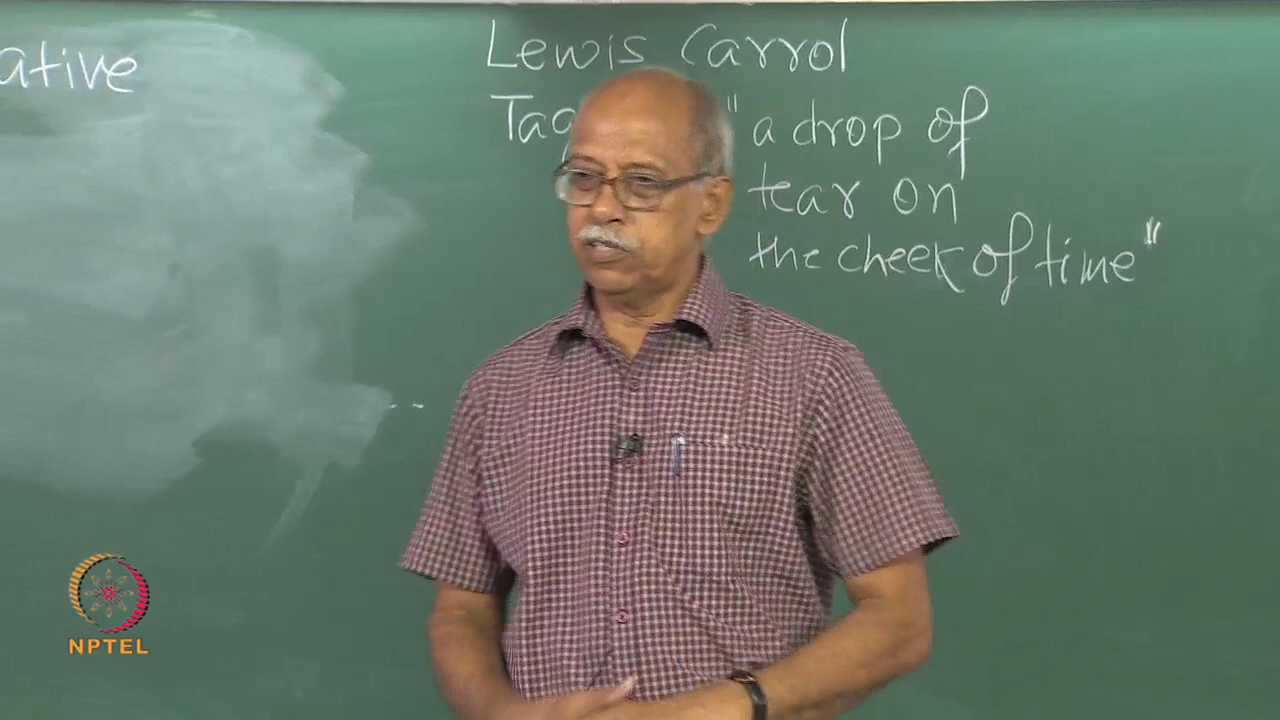 ative
Lewis Carrol
Tag "a drop of
tear on
the cheek of time"
NPTEL